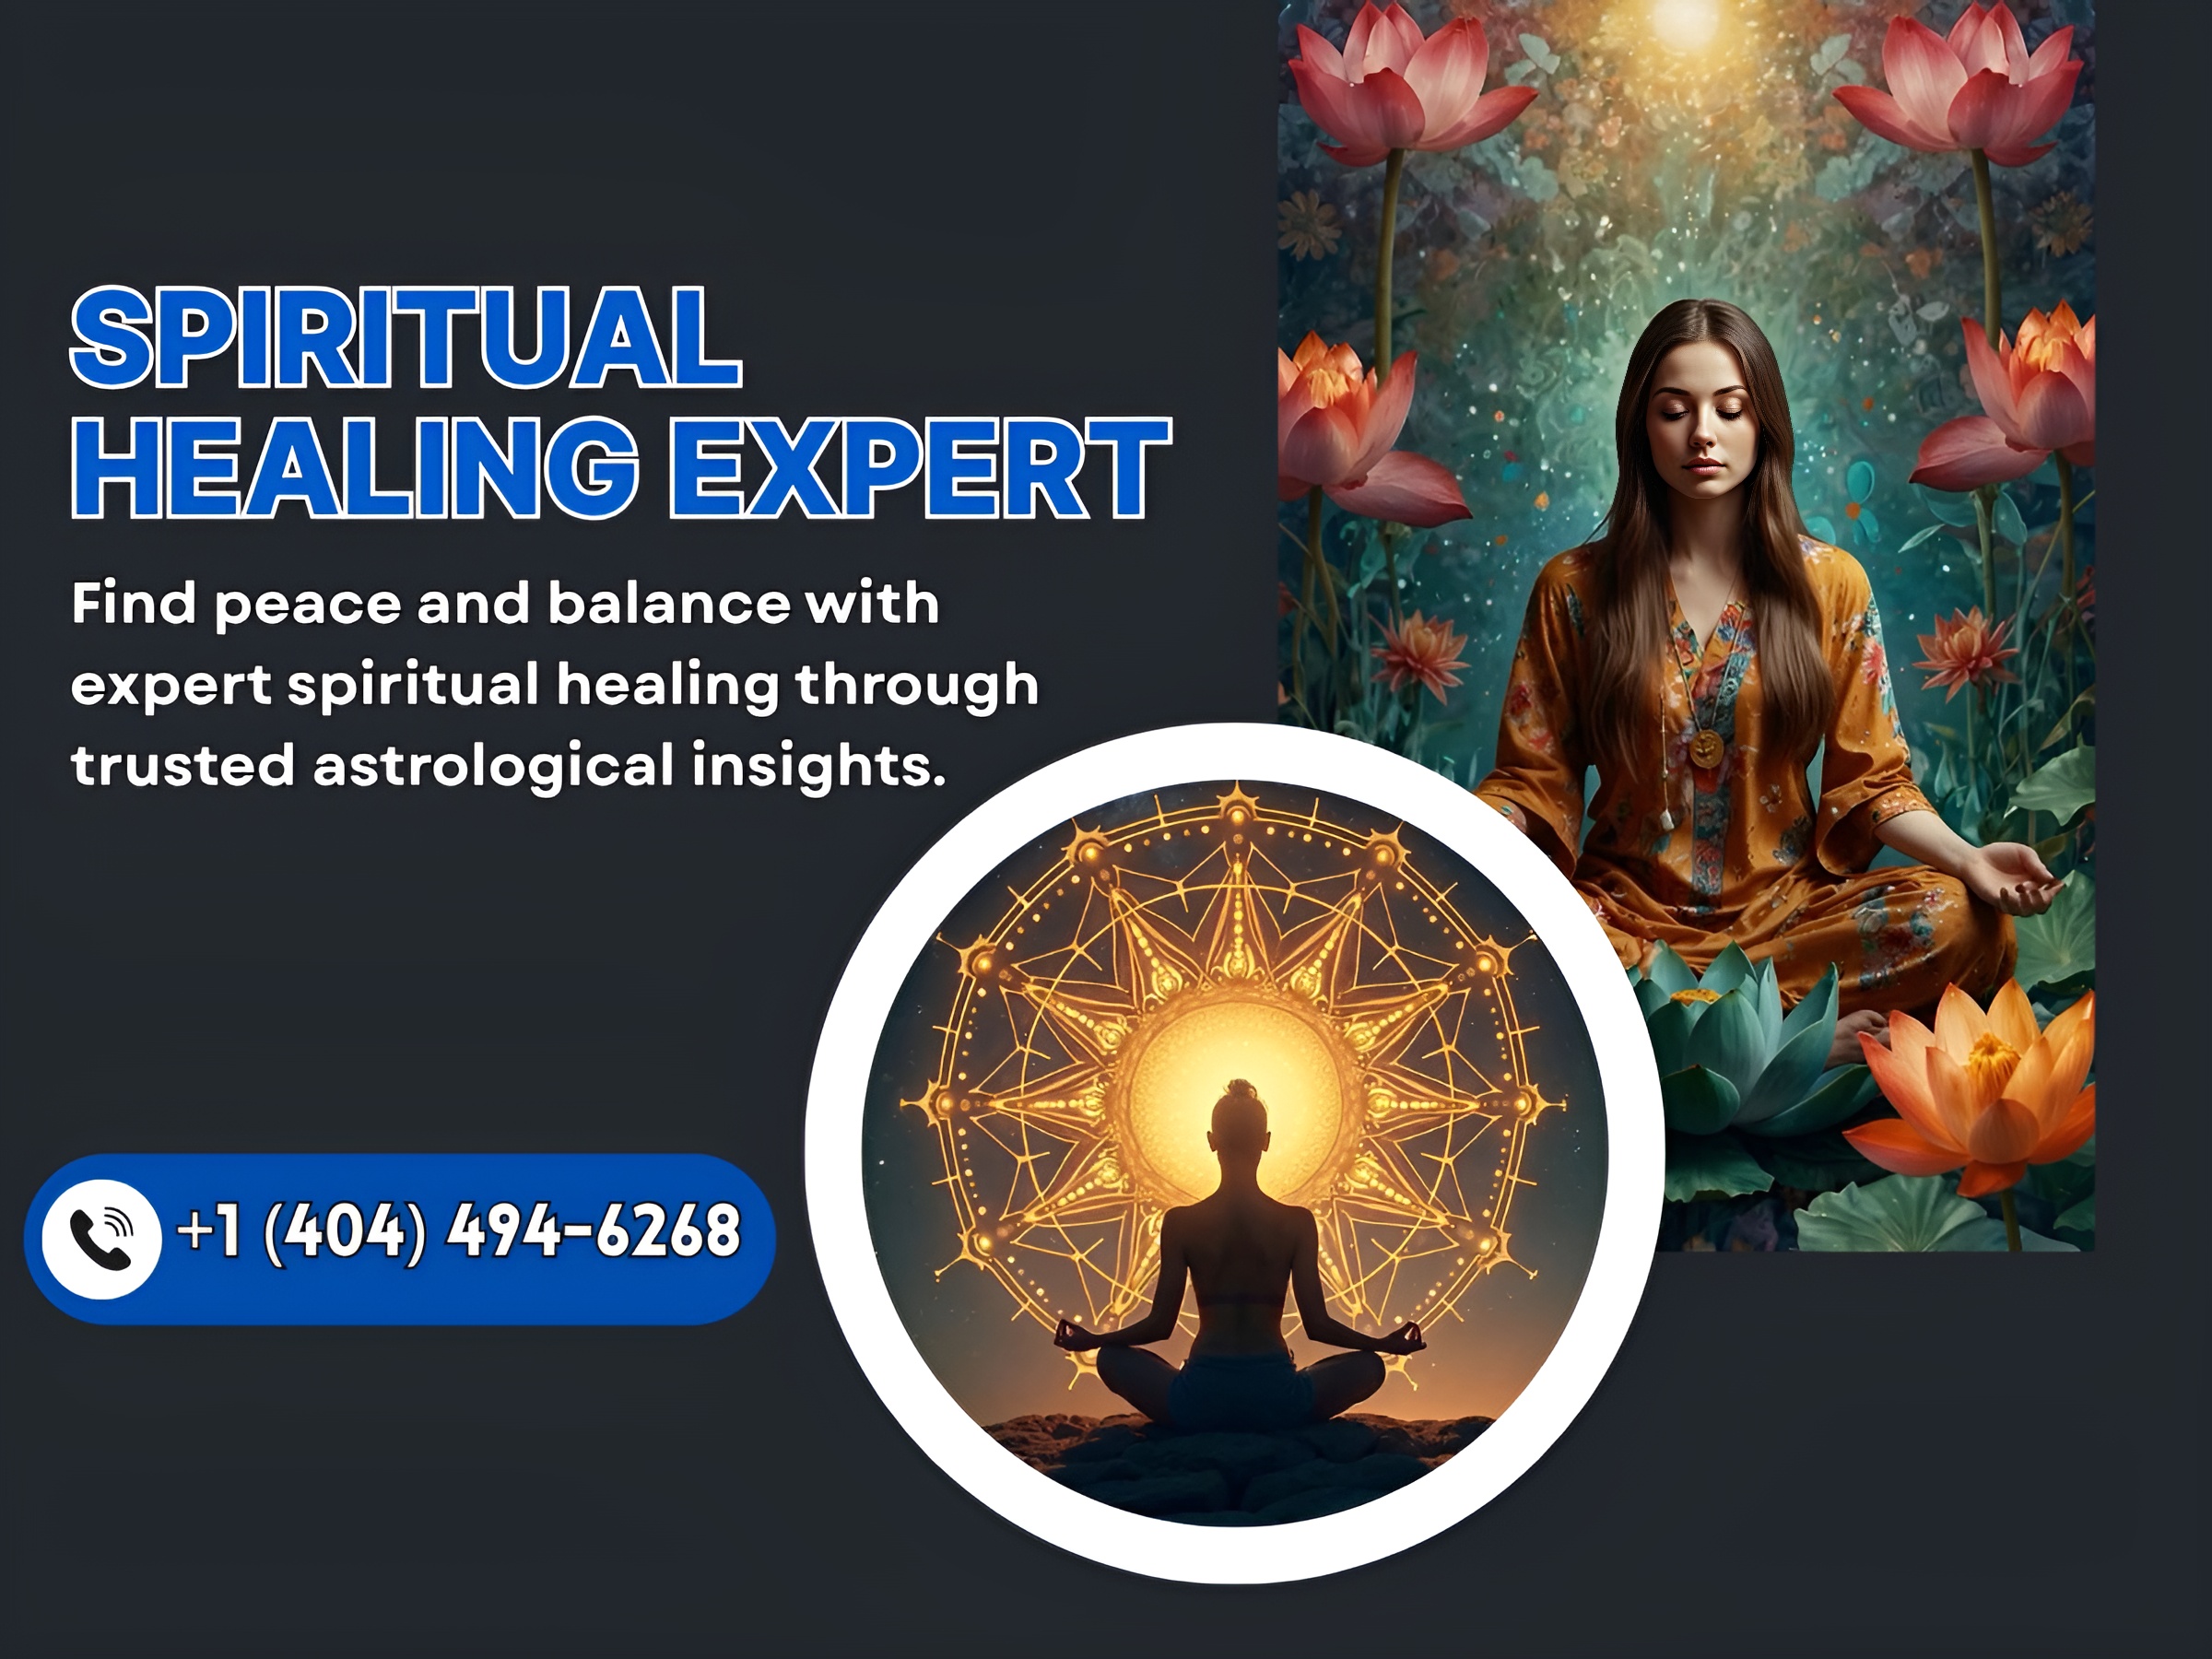 SPIRITUAL
HEALING EXPERT
Find peace and balance with
expert spiritual healing through
trusted astrological insights.
+1 (404) 494-6268